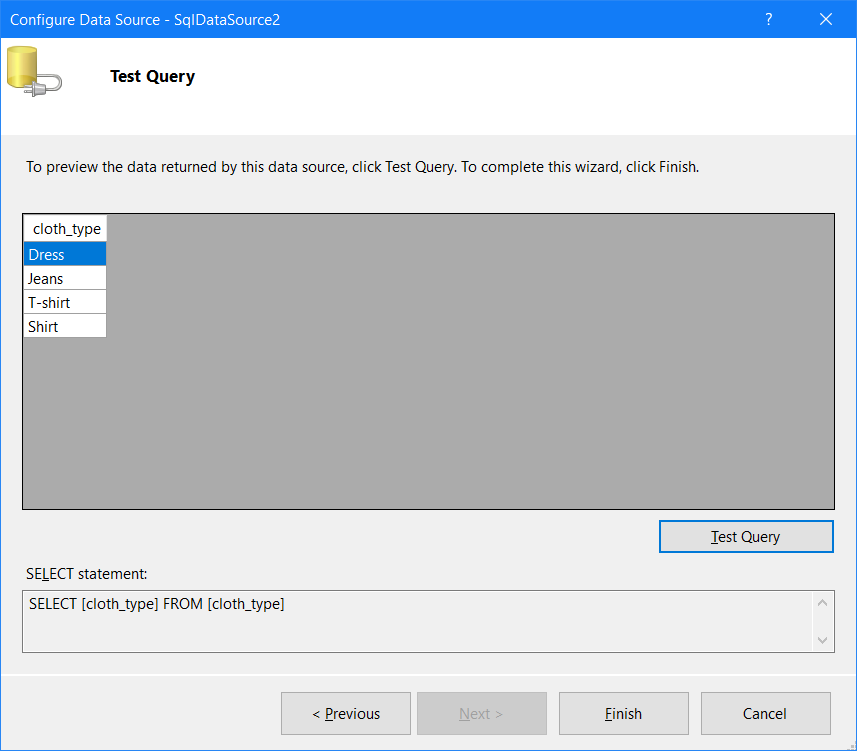 Configure Data Source - SqlDataSource2
?
Test Query
To preview the data returned by this data source, click Test Query. To complete this wizard, click Finish.
cloth_type
Dress
Jeans
T-shirt
Shirt
Test Query
SELECT statement:
SELECT [cloth_type] FROM [cloth_type]
< Previous Next > Finish Cancel